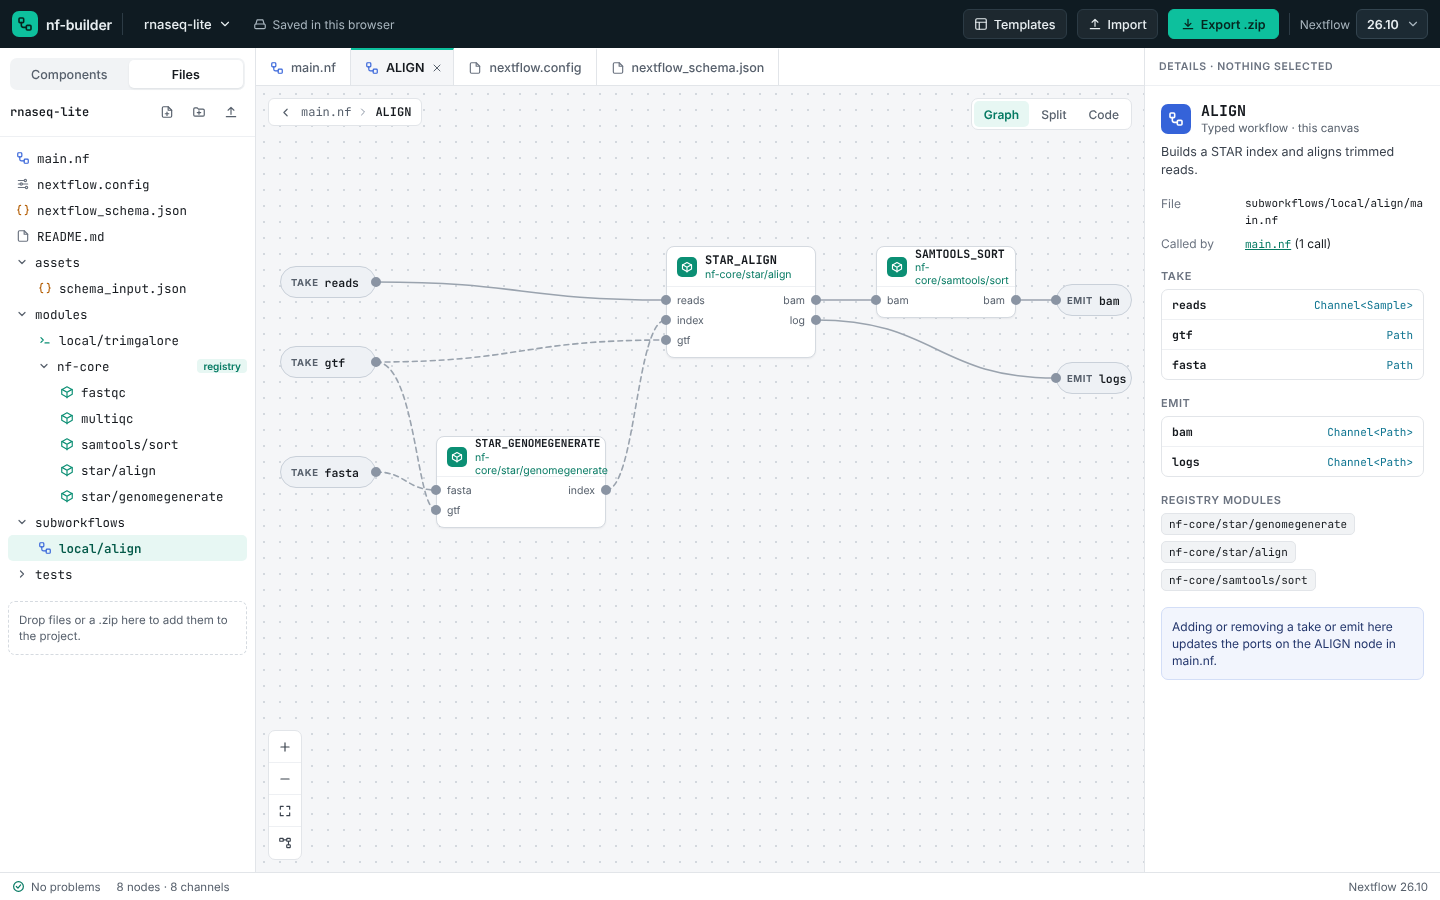 nf-builder
rnaseq-lite
Saved in this browser
Templates
Import
Export .zip
Nextflow
26.10
Components
Files
rnaseq-lite
main.nf
nextflow.config
nextflow_schema.json
README.md
assets
schema_input.json
modules
local/trimgalore
nf-core
registry
fastqc
multiqc
samtools/sort
star/align
star/genomegenerate
subworkflows
local/align
tests
Drop files or a .zip here to add them to
the project.
main.nf
ALIGN
nextflow.config
nextflow_schema.json
main.nf
ALIGN
Graph
Split
Code
TAKE reads
TAKE gtf
TAKE fasta
STAR_GENOMEGENERATE
nf-
core/star/genomegenerate
fasta
index
gtf
STAR_ALIGN
nf-core/star/align
reads
bam
index
log
gtf
SAMTOOLS_SORT
nf-
core/samtools/sort
bam
bam
EMIT bam
EMIT logs
DETAILS · NOTHING SELECTED
ALIGN
Typed workflow · this canvas
Builds a STAR index and aligns trimmed
reads.
File
subworkflows/local/align/ma
in.nf
Called by
main.nf (1 call)
TAKE
reads
Channel<Sample>
gtf
Path
fasta
Path
EMIT
bam
Channel<Path>
logs
Channel<Path>
REGISTRY MODULES
nf-core/star/genomegenerate
nf-core/star/align
nf-core/samtools/sort
Adding or removing a take or emit here
updates the ports on the ALIGN node in
main.nf.
No problems
8 nodes · 8 channels
Nextflow 26.10